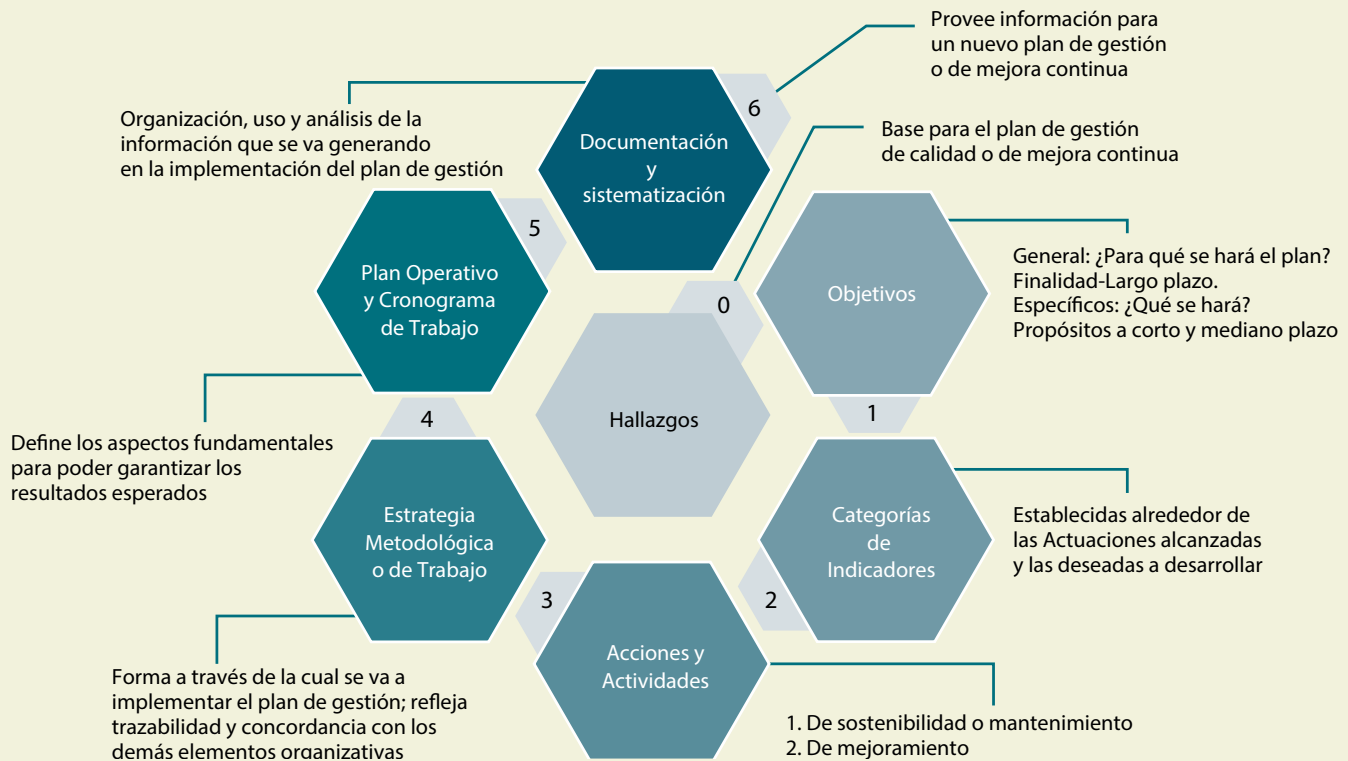 Provee información para
un nuevo plan de gestión
o de mejora continua
6
Documentación
y
sistematización
Organización, uso y análisis de la
información que se va generando
en la implementación del plan de gestión
Base para el plan de gestión
de calidad o de mejora continua
5
Plan Operativo
y Cronograma
de Trabajo
0
Objetivos
General: ¿Para qué se hará el plan?
Finalidad-Largo plazo.
Específicos: ¿Qué se hará?
Propósitos a corto y mediano plazo
Hallazgos
1
4
Define los aspectos fundamentales
para poder garantizar los
resultados esperados
Estrategia
Metodológica
o de Trabajo
Categorías
de
Indicadores
Establecidas alrededor de
las Actuaciones alcanzadas
y las deseadas a desarrollar
3
2
Acciones y
Actividades
Forma a través de la cual se va a
implementar el plan de gestión; refleja
trazabilidad y concordancia con los
demás elementos organizativas
1. De sostenibilidad o mantenimiento
2. De mejoramiento